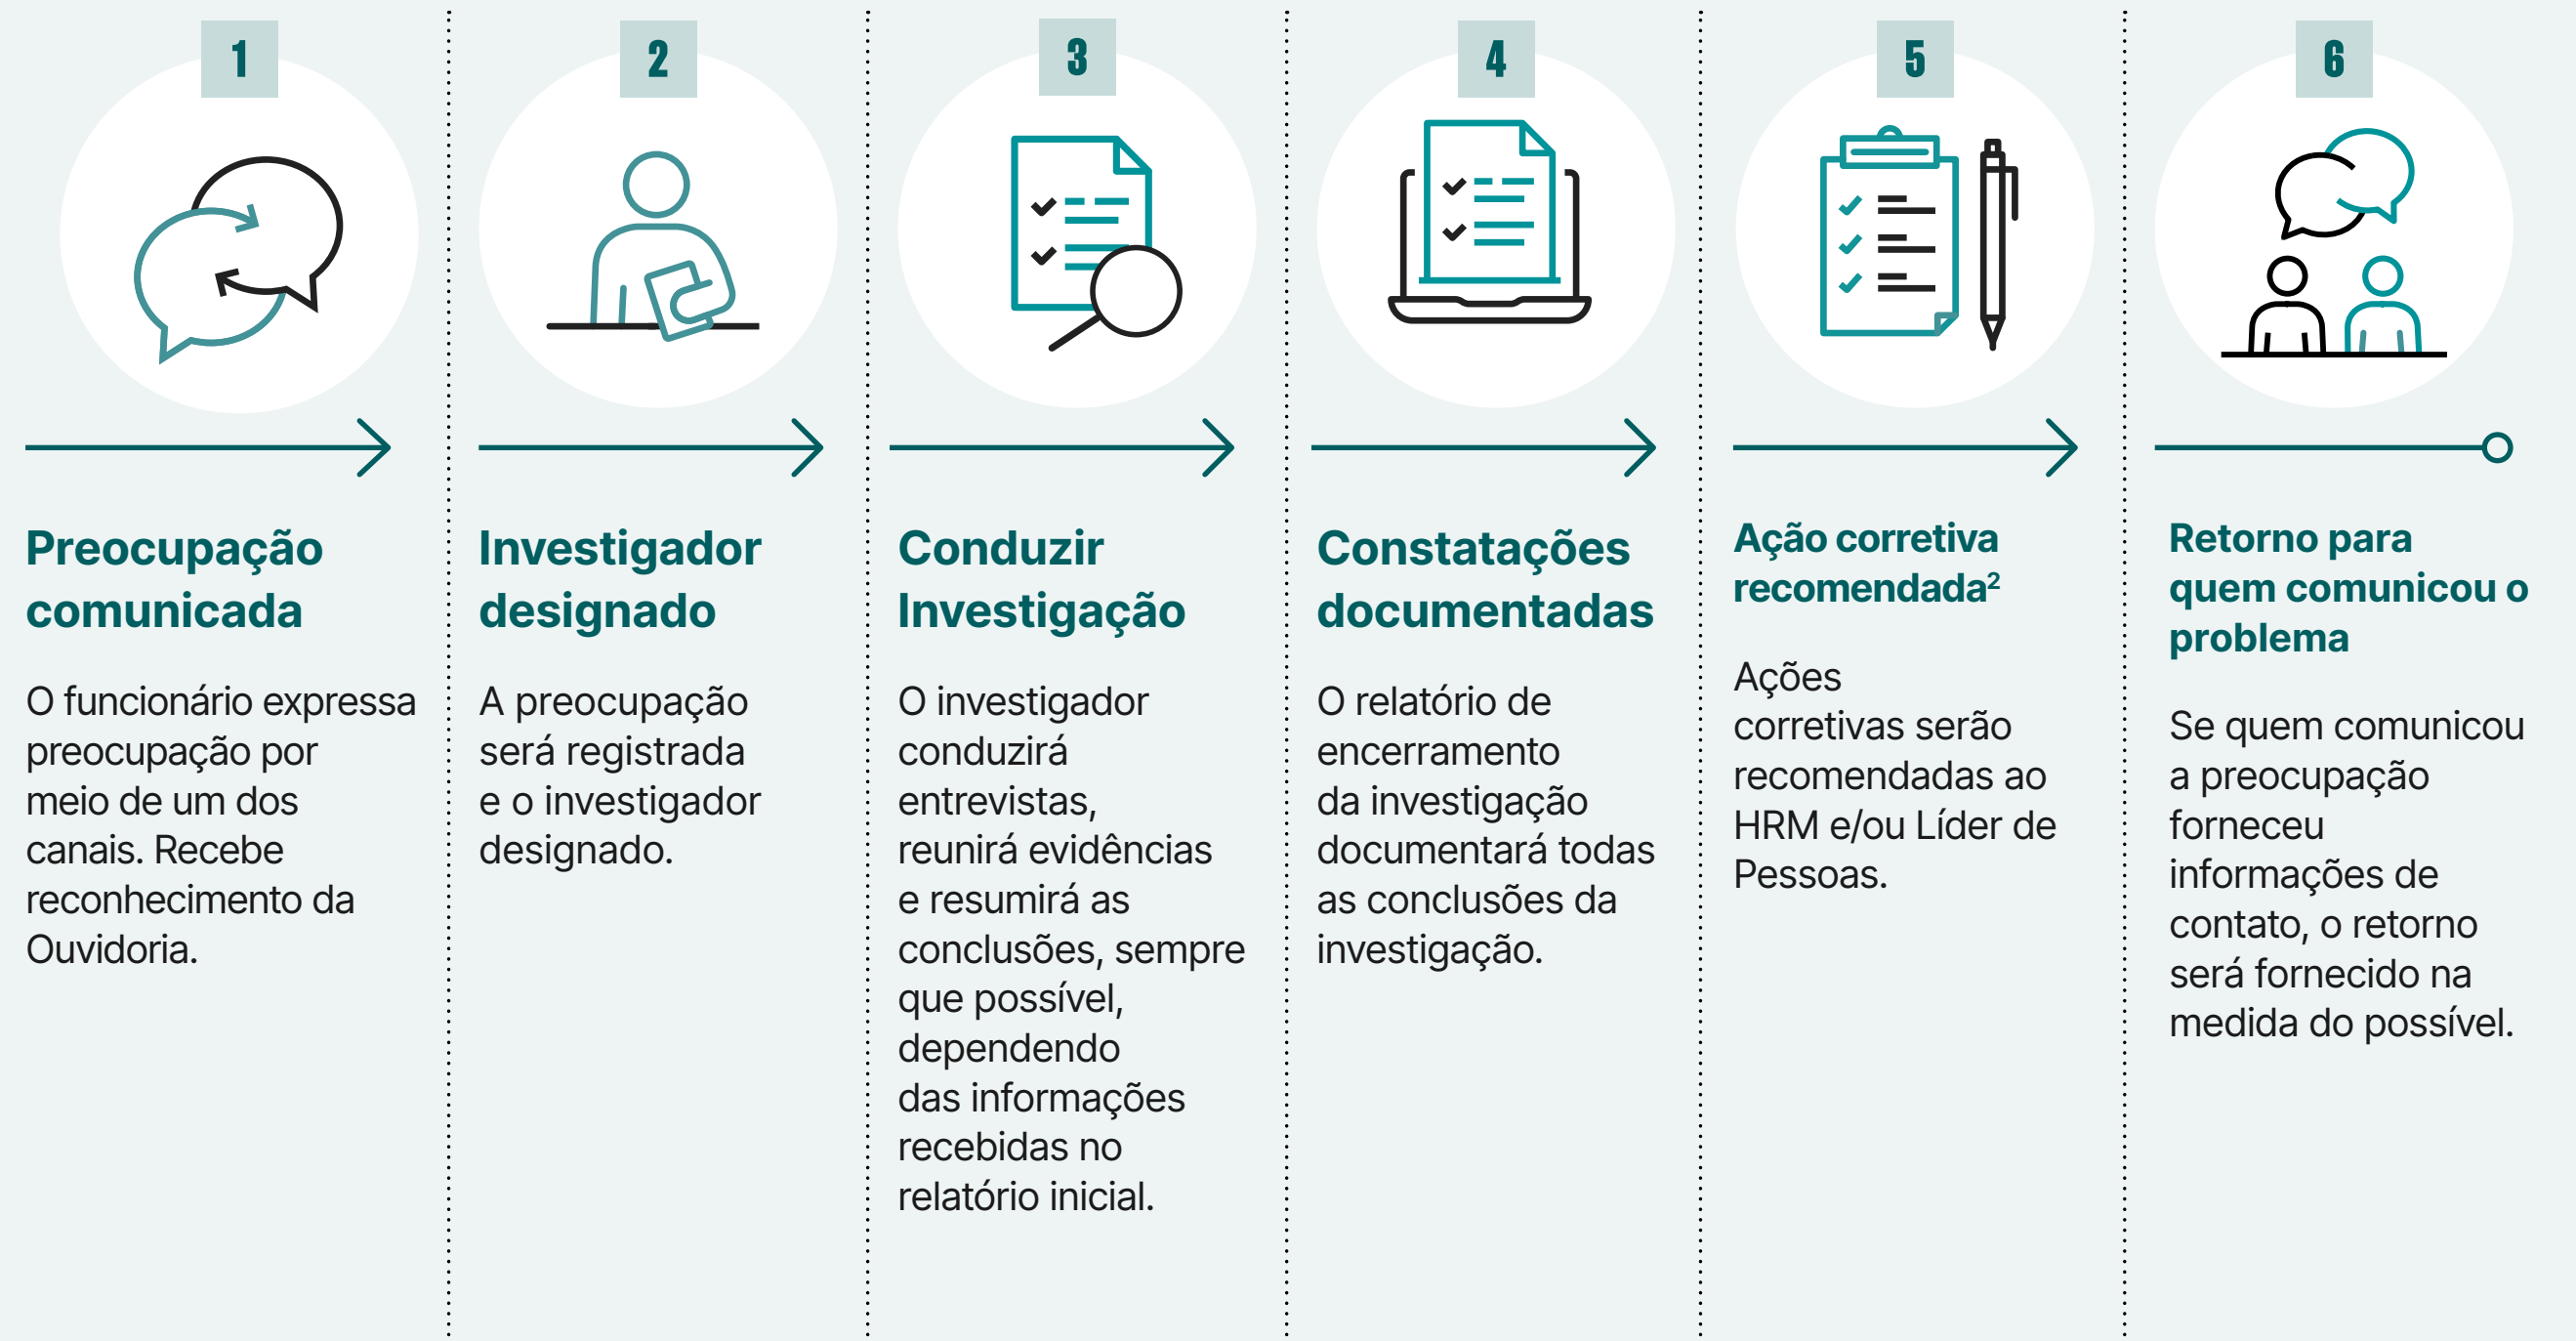 1
Preocupação
comunicada
O funcionário expressa
preocupação por
meio de um dos
canais. Recebe
reconhecimento da
Ouvidoria.
2
Investigador
designado
A preocupação
será registrada
e o investigador
designado.
3
Conduzir
Investigação
O investigador
conduzirá
entrevistas,
reunirá evidências
e resumirá as
conclusões, sempre
que possível,
dependendo
das informações
recebidas no
relatório inicial.
4
Constatações
documentadas
O relatório de
encerramento
da investigação
documentará todas
as conclusões da
investigação.
5
Ação corretiva
recomendada²
Ações
corretivas serão
recomendadas ao
HRM e/ou Líder de
Pessoas.
6
Retorno para
quem comunicou o
problema
Se quem comunicou
a preocupação
forneceu
informações de
contato, o retorno
será fornecido na
medida do possível.